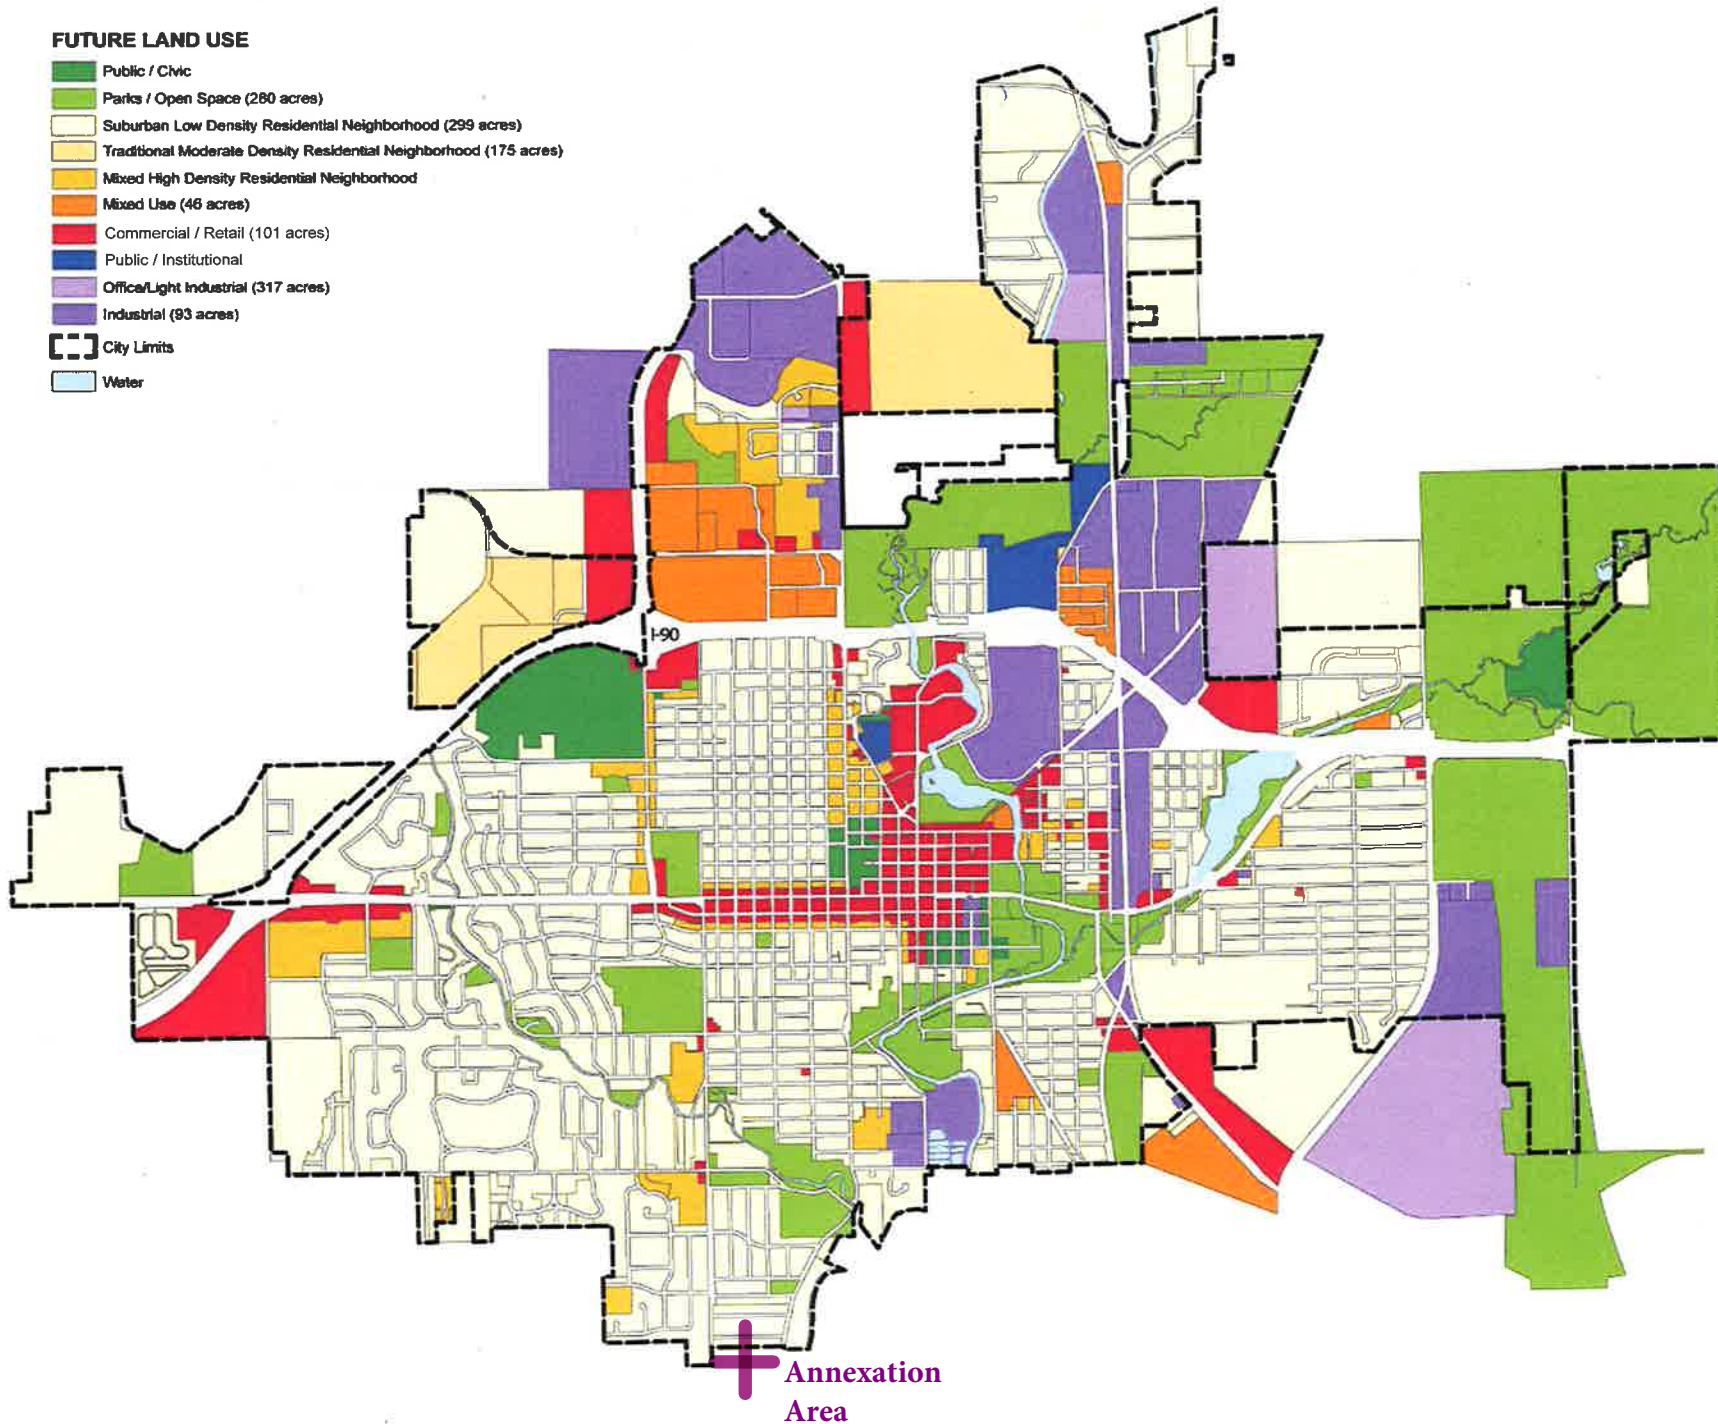 FUTURE LAND USE
Public / Civic
Parks / Open Space (260 acres)
Suburban Low Density Residential Neighborhood (299 acres)
Traditional Moderate Density Residential Neighborhood (175 acres)
Mixed High Density Residential Neighborhood
Mixed Use (46 acres)
Commercial / Retail (101 acres)
Public / Institutional
Office/Light Industrial (317 acres)
Industrial (93 acres)
City Limits
Water
I-90
Annexation
Area